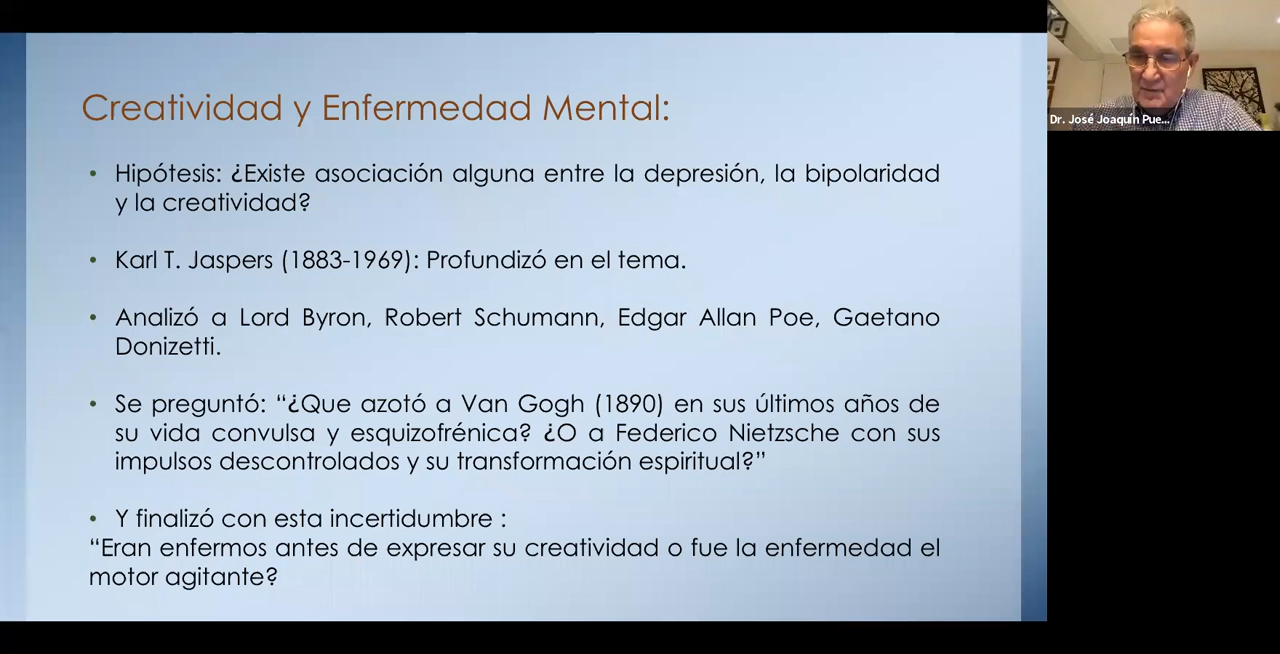 Creatividad y Enfermedad Mental:
• Hipótesis: ¿Existe asociación alguna entre la depresión, la bipolaridad
y la creatividad?
• Karl T. Jaspers (1883-1969): Profundizó en el tema.
• Analizó a Lord Byron, Robert Schumann, Edgar Allan Poe, Gaetano
Donizetti.
• Se preguntó: “¿Que azotó a Van Gogh (1890) en sus últimos años de
su vida convulsa y esquizofrénica? ¿O a Federico Nietzsche con sus
impulsos descontrolados y su transformación espiritual?”
• Y finalizó con esta incertidumbre :
“Eran enfermos antes de expresar su creatividad o fue la enfermedad el
motor agitante?
Dr. José Joaquín Pue...